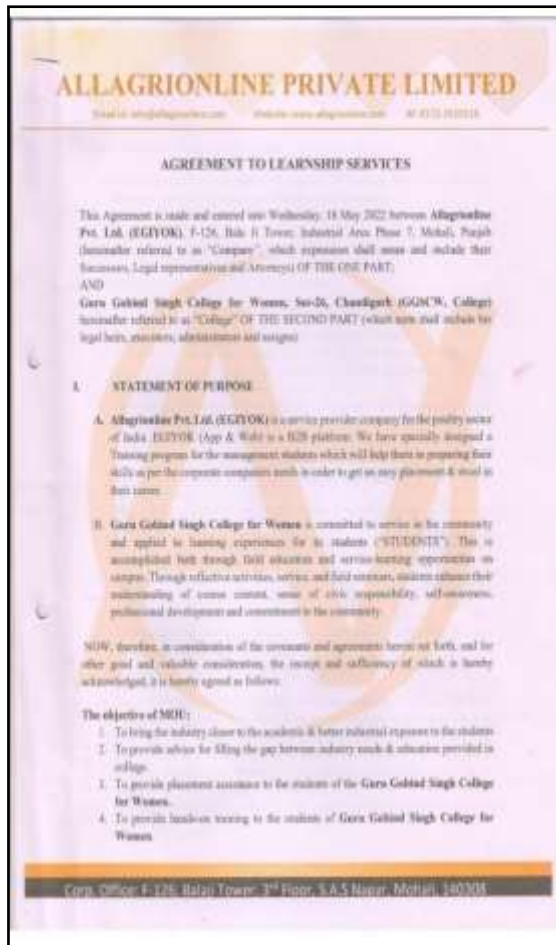 ALLAGRIONLINE PRIVATE LIMITED
AGREEMENT TO LEARNSHIP SERVICES
This Agreement is made and entered into Wednesday, 18 May 2022 between Allagrionline
Pvt. Ltd. (EGIYOK), F-126, Tower, Industrial Area Phase 7, Mohali, Punjab
(hereinafter referred to as "Company", which expression shall mean and include their
Successors, Legal representatives and Attorneys) OF THE ONE PART;
AND
Guru Gobind Singh College for Women, Sec-26, Chandigarh (GGSCW, College)
hereinafter referred to as "College" OF THE SECOND PART (which term shall include his
legal heirs, executors, administrators and assigns)
I. STATEMENT OF PURPOSE
A. Allagrionline Pvt. Ltd. (EGIYOK) is a service provider company for the poultry sector
of India. EGIYOK (App & Web) is a B2B platform. We have specially designed a
Training program for the management students which will help them in preparing their
skills as per the corporate companies needs in order to get an easy placement & in
their career.
B. Guru Gobind Singh College for Women is committed to service in the community
and applied to learning experiences for its students ("STUDENTS"). This is
accomplished both through field education and service-learning opportunities on
campus. Through reflective activities, service, and field seminars, students enhance their
understanding of course content, sense of civic responsibility, self-awareness,
professional development and commitment to the community.
NOW, therefore, in consideration of the covenants and agreements herein set forth, and for
other good and valuable consideration, the receipt and sufficiency of which is hereby
acknowledged, it is hereby agreed as follows:
The objective of MOU:
1. To bring the industry closer to the academic & better industrial exposure to the students
2. To provide advice for filling the gap between industry needs & education provided in
college.
3. To provide placement assistance to the students of the Guru Gobind Singh College
for Women.
4. To provide hands-on training to the students of Guru Gobind Singh College for
Women
Corp. Office: F-126, Balaji Tower, 3rd Floor, S.A.S Nagar, Mohali, 140308